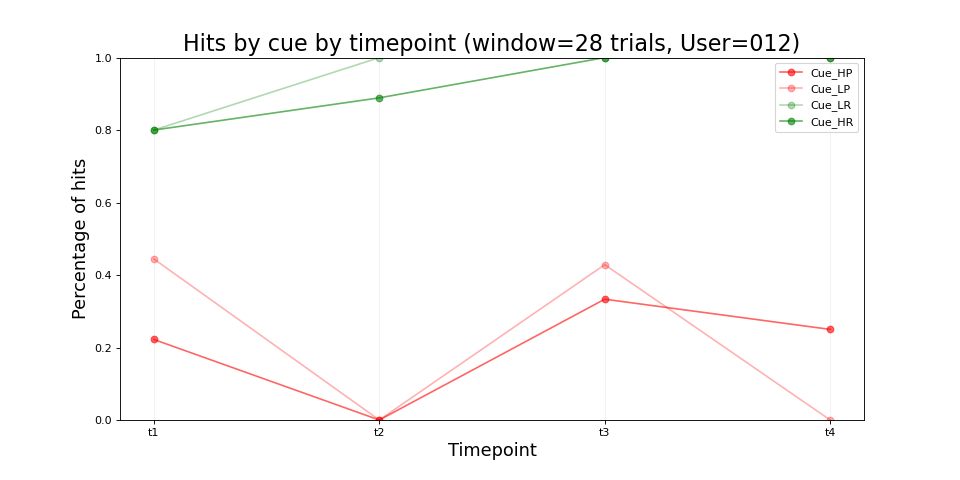 Hits by cue by timepoint (window=28 trials, User=012)
Percentage of hits
1.0
0.8
0.6
0.4
0.2
0.0
Cue_HP
Cue_LP
Cue_LR
Cue_HR
t1
t2
t3
t4
Timepoint